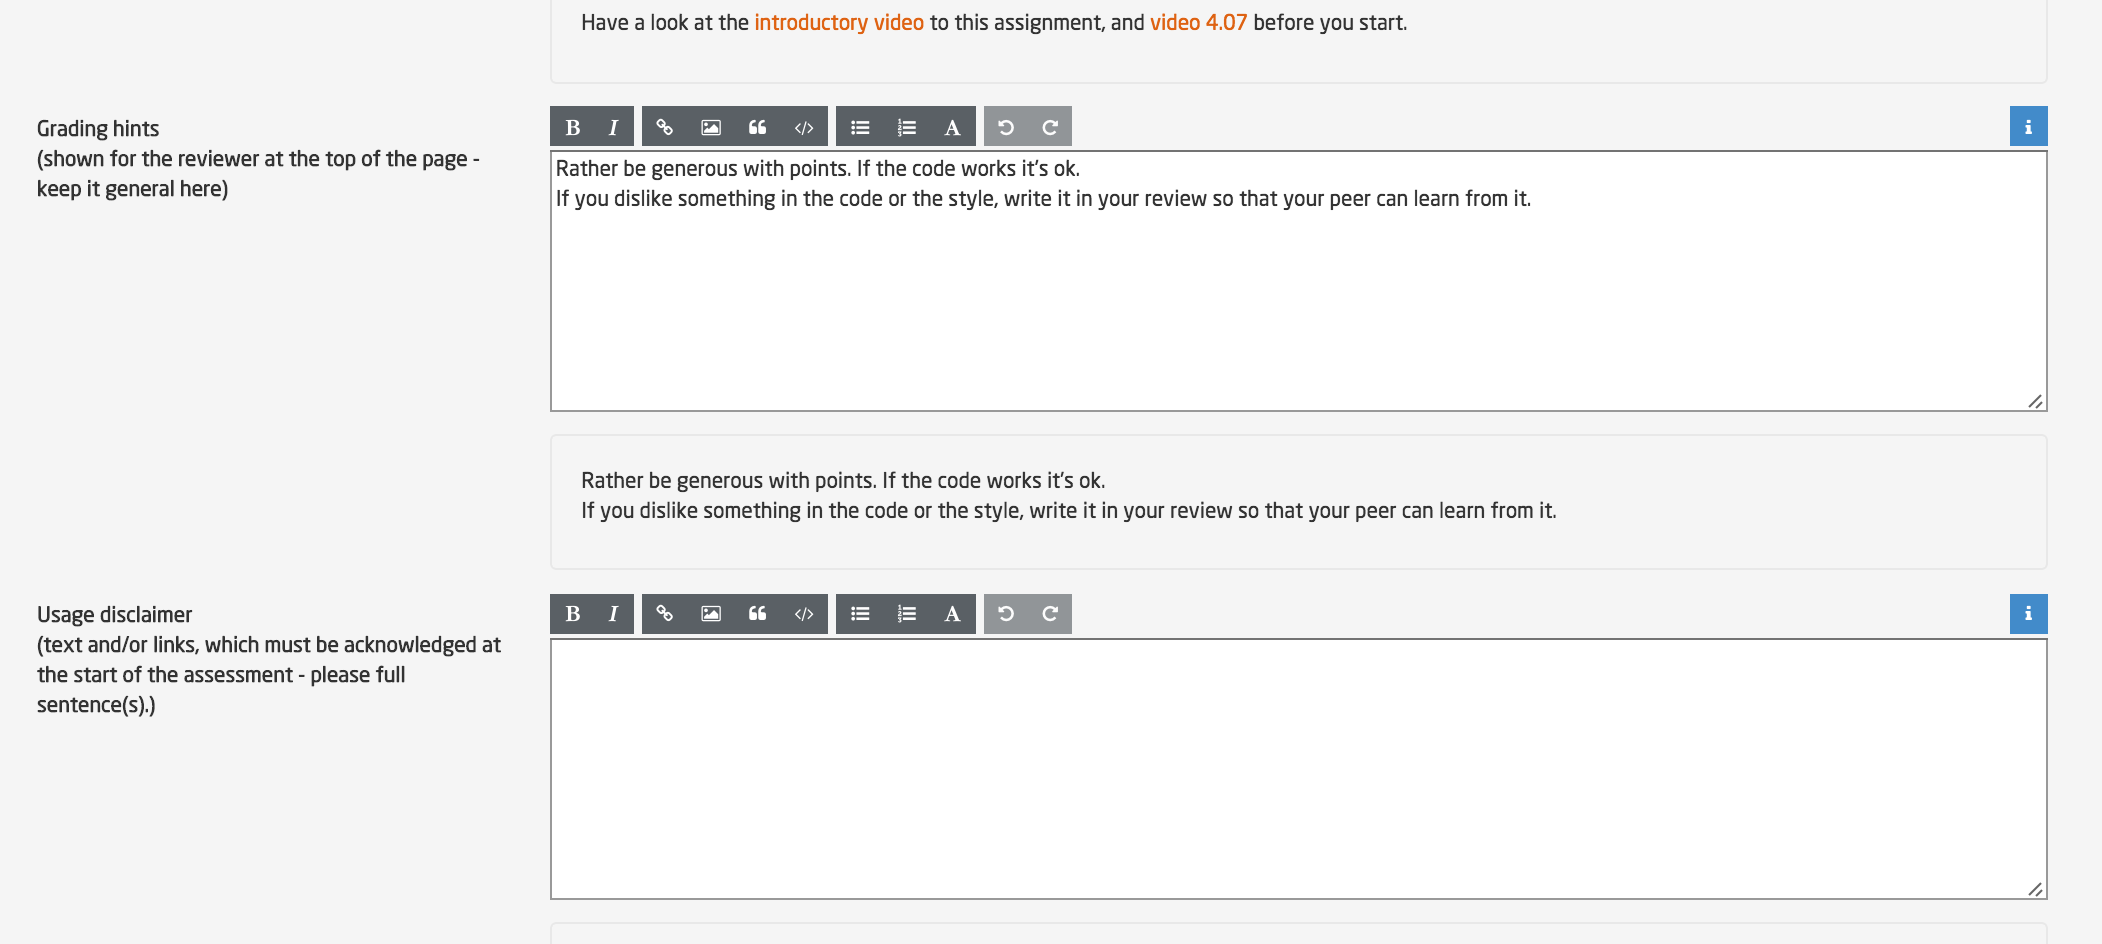 Have a look at the introductory video to this assignment, and video 4.07 before you start.
Grading hints
(shown for the reviewer at the top of the page -
keep it general here)
B I A i
Rather be generous with points. If the code works it's ok.
If you dislike something in the code or the style, write it in your review so that your peer can learn from it.
Rather be generous with points. If the code works it's ok.
If you dislike something in the code or the style, write it in your review so that your peer can learn from it.
Usage disclaimer
(text and/or links, which must be acknowledged at
the start of the assessment - please full
sentence(s).)
B I A i